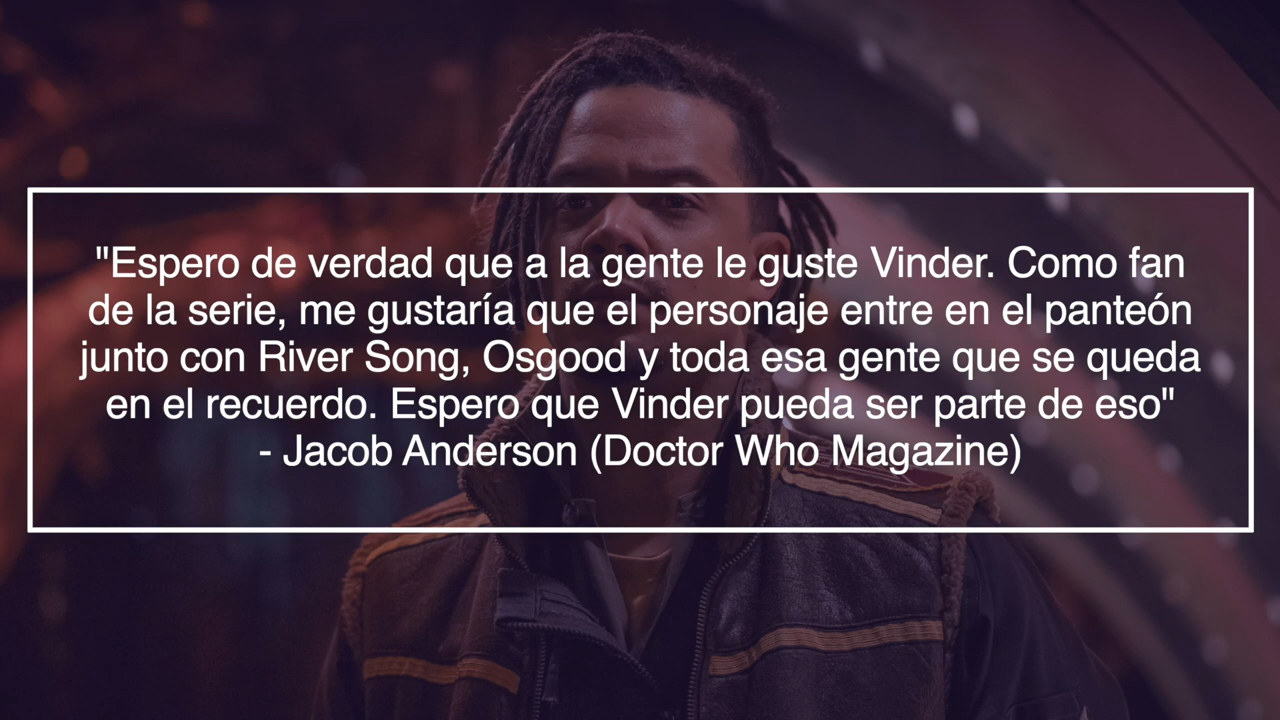 "Espero de verdad que a la gente le guste Vinder. Como fan
de la serie, me gustaría que el personaje entre en el panteón
junto con River Song, Osgood y toda esa gente que se queda
en el recuerdo. Espero que Vinder pueda ser parte de eso"
- Jacob Anderson (Doctor Who Magazine)